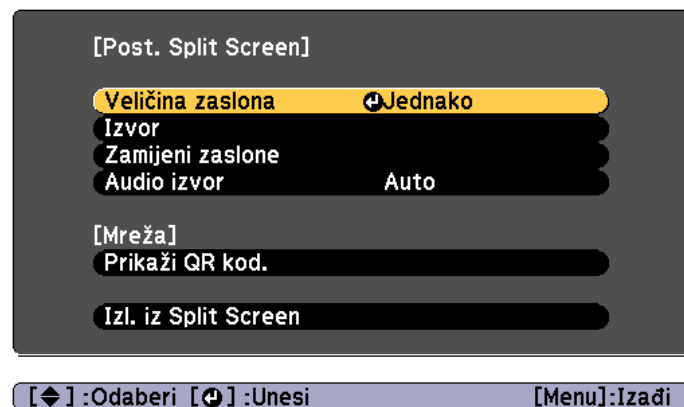 [Post. Split Screen]
Veličina zaslona Jednako
Izvor
Zamijeni zaslone
Audio izvor Auto
[Mreža]
Prikaži QR kod.
Izl. iz Split Screen
[ ] :Odaberi [ ] :Unesi [Menu]:Izađi